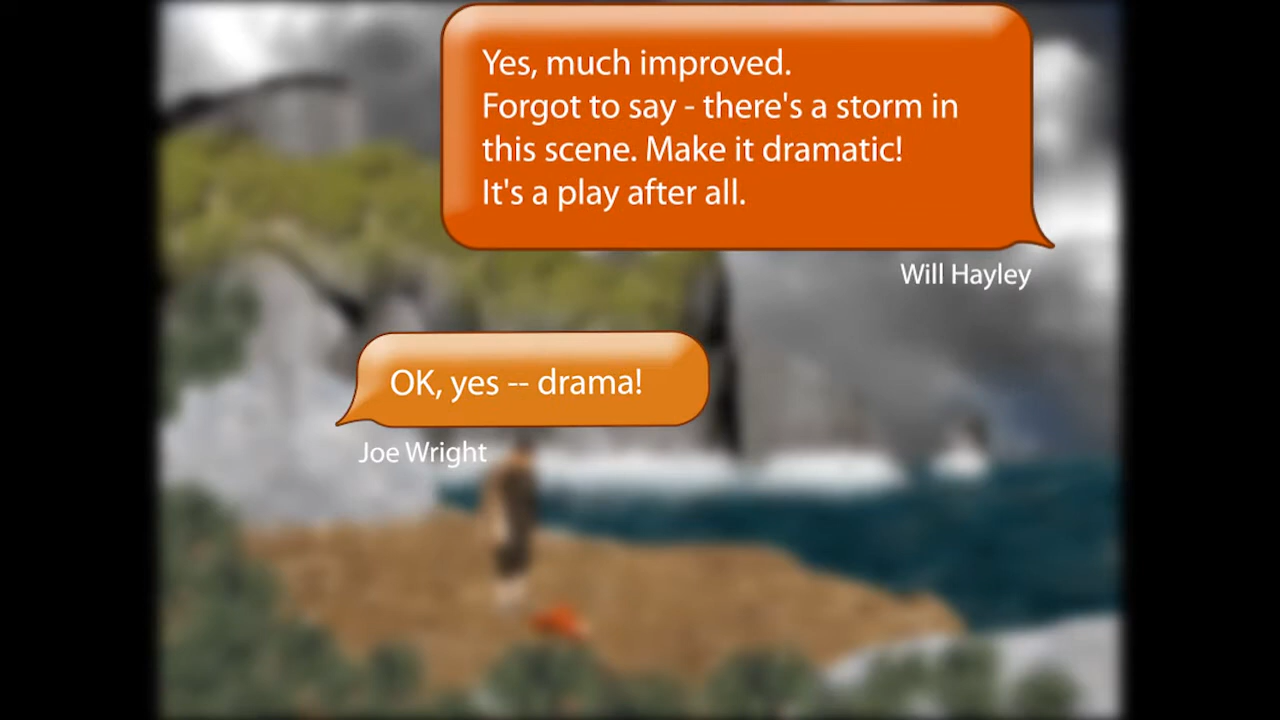 Yes, much improved.
Forgot to say - there's a storm in
this scene. Make it dramatic!
It's a play after all.
Will Hayley
OK, yes -- drama!
Joe Wright